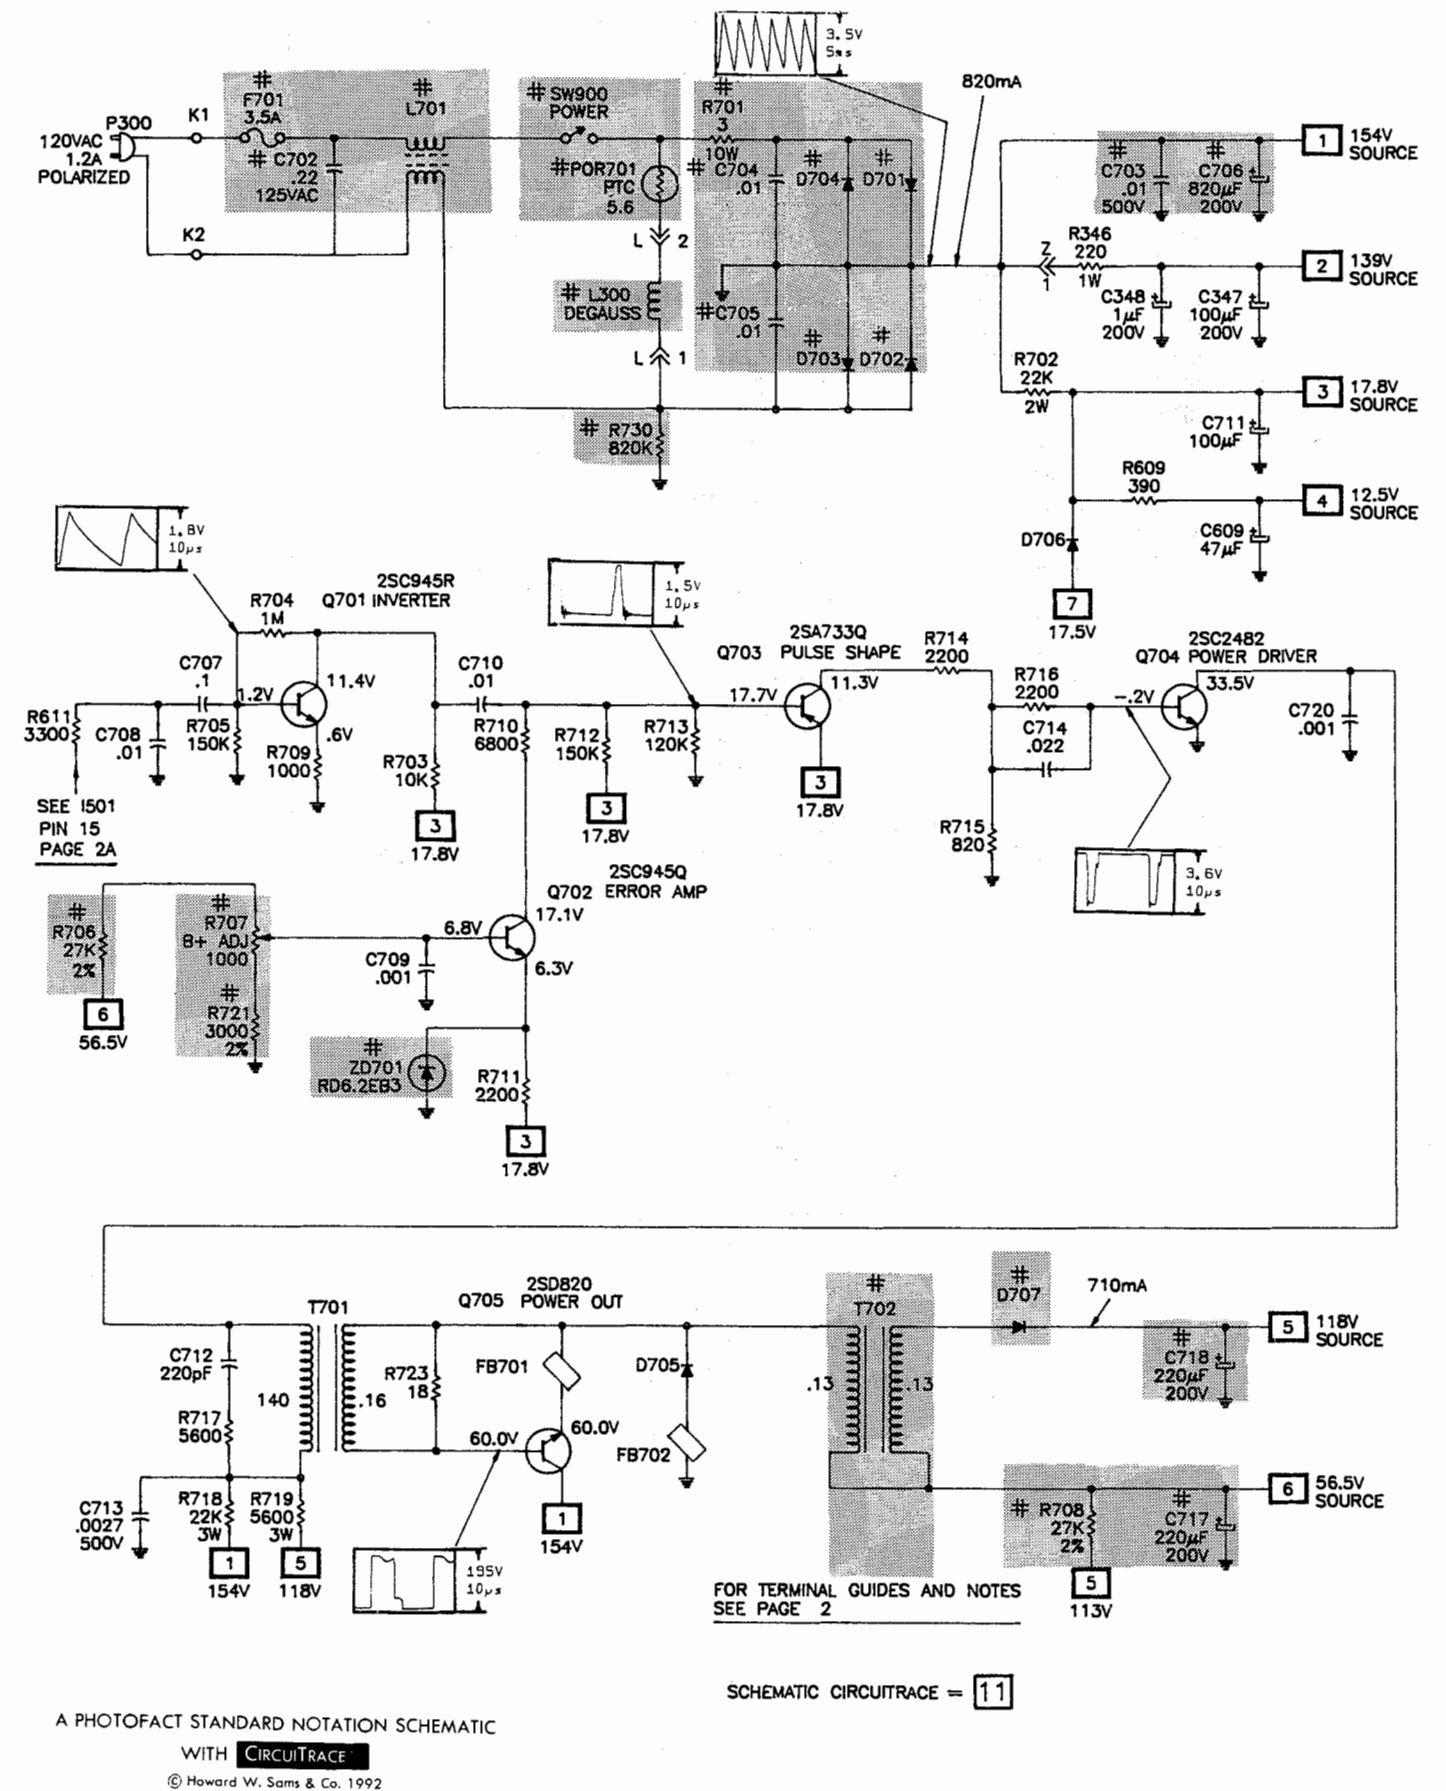 3.5V
5ms
820mA
#
F701
3.5A
#
L701
# SW900
POWER
#
R701
3
10W
P300
120VAC
1.2A
POLARIZED
K1
K2
# C702
.22
125VAC
#POR701
PTC
5.6
L 2
# L300
DEGAUSS
L 1
# R730
820K
# C704
.01
#
D704
#
D701
#C705
.01
#
D703
#
D702
#
C703
.01
500V
#
C706
820µF
200V
1 154V
SOURCE
Z
1
R346
220
1W
C348
1µF
200V
C347
100µF
200V
2 139V
SOURCE
R702
22K
2W
3 17.8V
SOURCE
C711
100µF
R609
390
4 12.5V
SOURCE
C609
47µF
D706
7
17.5V
1.8V
10µs
R704
1M
2SC945R
Q701 INVERTER
C707
.1
1.2V
11.4V
.6V
R611
3300
C708
.01
R705
150K
R709
1000
SEE I501
PIN 15
PAGE 2A
R703
10K
3
17.8V
C710
.01
1.5V
10µs
R710
6800
R712
150K
3
17.8V
R713
120K
2SA733Q
Q703 PULSE SHAPE
17.7V
11.3V
3
17.8V
R714
2200
R716
2200
C714
.022
R715
820
2SC2482
Q704 POWER DRIVER
-.2V
33.5V
C720
.001
3.6V
10µs
2SC945Q
Q702 ERROR AMP
17.1V
6.8V
6.3V
#
R706
27K
2%
6
56.5V
#
R707
B+ ADJ
1000
#
R721
3000
2%
C709
.001
#
ZD701
RD6.2EB3
R711
2200
3
17.8V
T701
C712
220pF
R717
5600
140
.16
R723
18
2SD820
Q705 POWER OUT
FB701
60.0V
60.0V
1
154V
D705
FB702
C713
.0027
500V
R718
22K
3W
1
154V
R719
5600
3W
5
118V
195V
10µs
#
T702
.13
.13
#
D707
710mA
5 118V
SOURCE
#
C718
220µF
200V
6 56.5V
SOURCE
# R708
27K
2%
5
113V
#
C717
220µF
200V
FOR TERMINAL GUIDES AND NOTES
SEE PAGE 2
SCHEMATIC CIRCUITRACE = 11
A PHOTOFACT STANDARD NOTATION SCHEMATIC
WITH CIRCUITRACE
© Howard W. Sams & Co. 1992